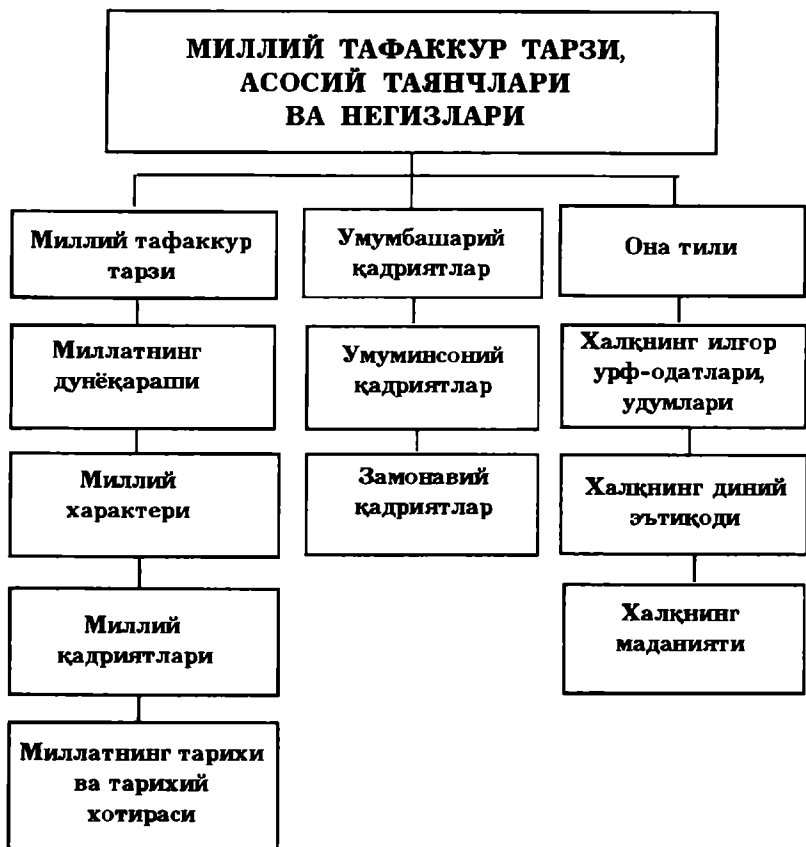 МИЛЛИЙ ТАФАККУР ТАРЗИ,
АСОСИЙ ТАЯНЧЛАРИ
ВА НЕГИЗЛАРИ
Миллий тафаккур
тарзи
Миллатнинг
дунёқараши
Миллий
характери
Миллий
қадриятлари
Миллатнинг тарихи
ва тарихий
хотираси
Умумбашарий
қадриятлар
Умуминсоний
қадриятлар
Замонавий
қадриятлар
Она тили
Халқнинг илғор
урф-одатлари,
удумлари
Халқнинг диний
эътиқоди
Халқнинг
маданияти